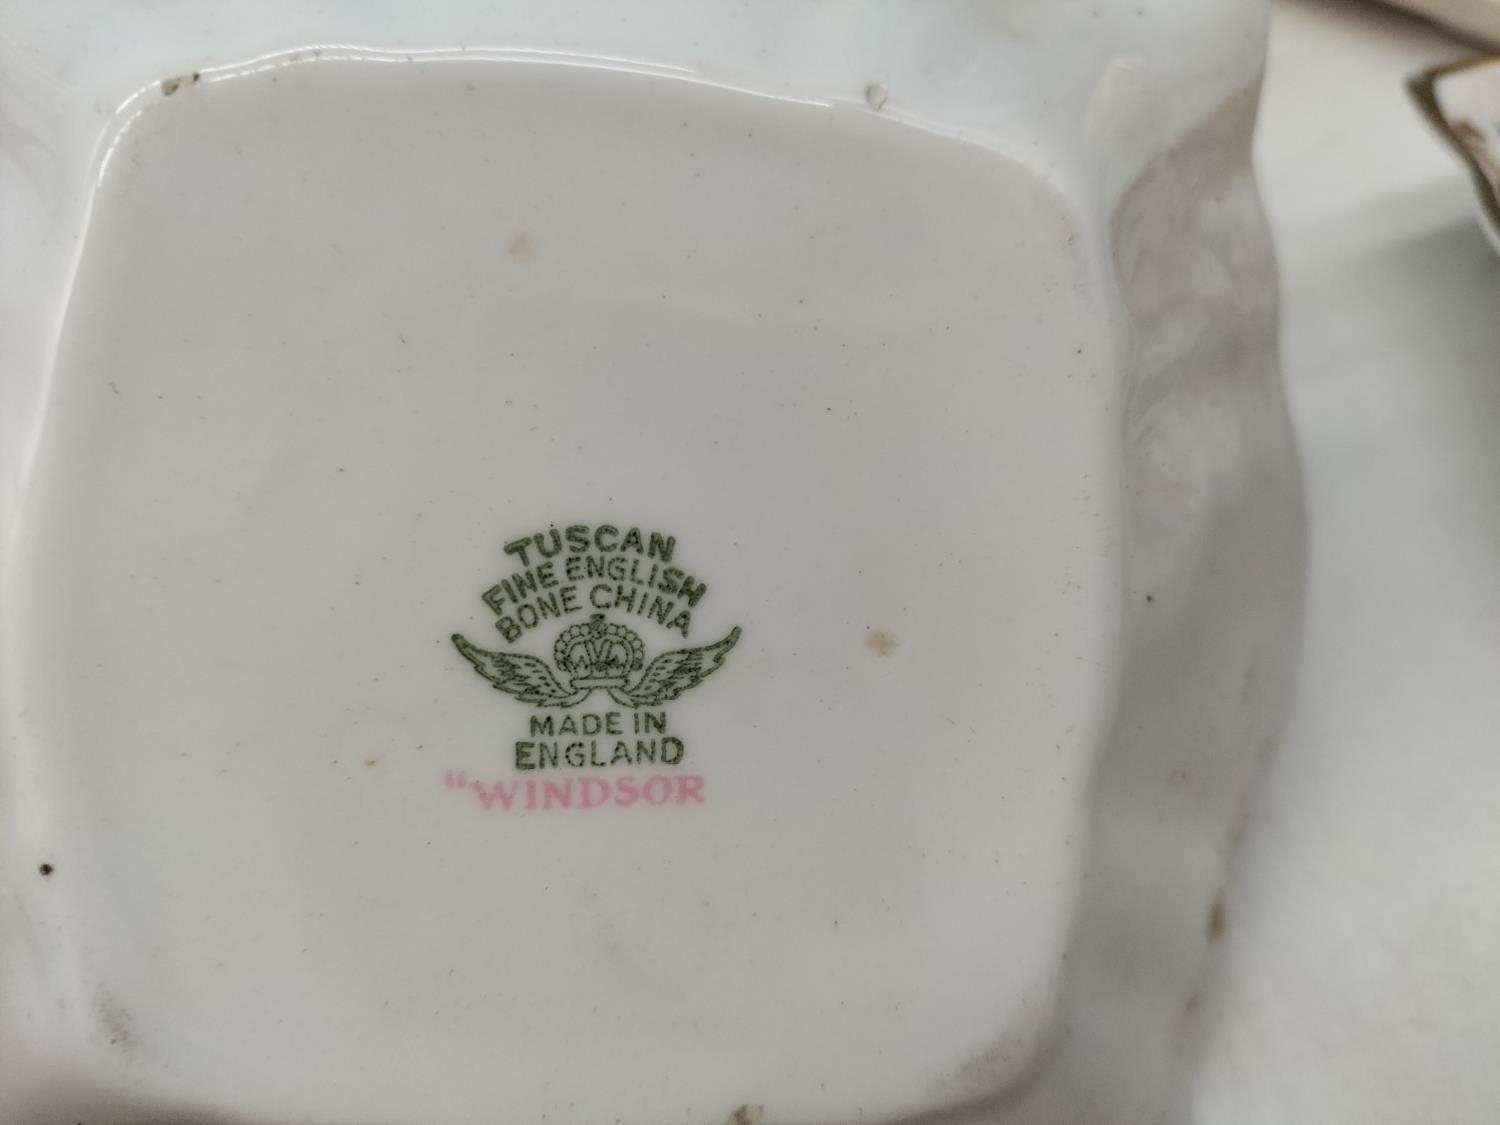 TUSCAN
FINE ENGLISH
BONE CHINA
MADE IN
ENGLAND
“WINDSOR